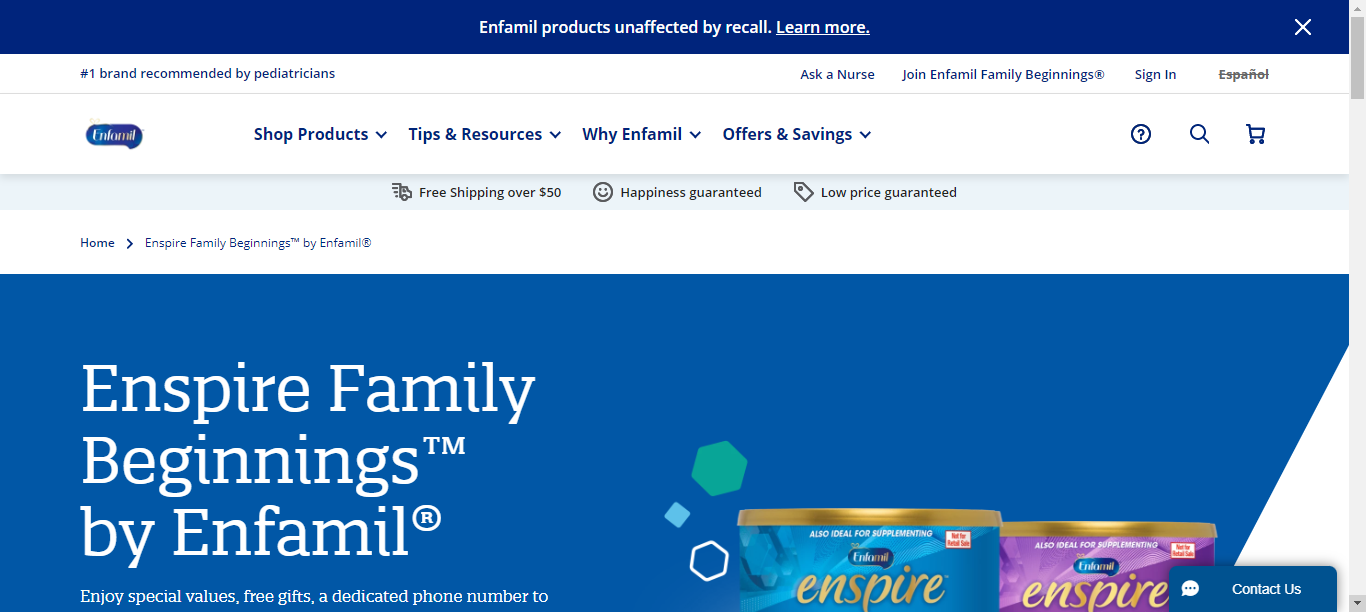 Enfamil products unaffected by recall. Learn more.
#1 brand recommended by pediatricians
Ask a Nurse
Join Enfamil Family Beginnings®
Sign In
Español
Enfamil
Shop Products
Tips & Resources
Why Enfamil
Offers & Savings
Free Shipping over $50
Happiness guaranteed
Low price guaranteed
Home
Enspire Family Beginnings™ by Enfamil®
Enspire Family
Beginnings™
by Enfamil®
Enjoy special values, free gifts, a dedicated phone number to
ALSO IDEAL FOR SUPPLEMENTING
Not for
Retail Sale
Enfamil
enspire™
ALSO IDEAL FOR SUPPLEMENTING
Not for
Retail Sale
Enfamil
enspire
Contact Us